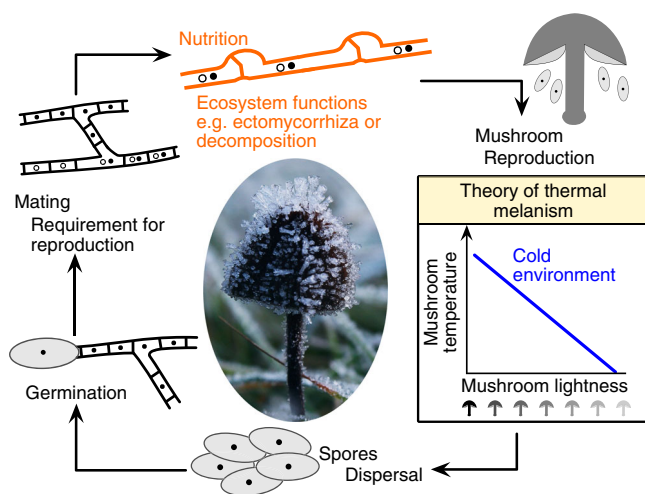 Nutrition
Ecosystem functions
e.g. ectomycorrhiza or
decomposition
Mushroom
Reproduction
Theory of thermal
melanism
Cold
environment
Mushroom
temperature
Mushroom lightness
Spores
Dispersal
Germination
Mating
Requirement for
reproduction